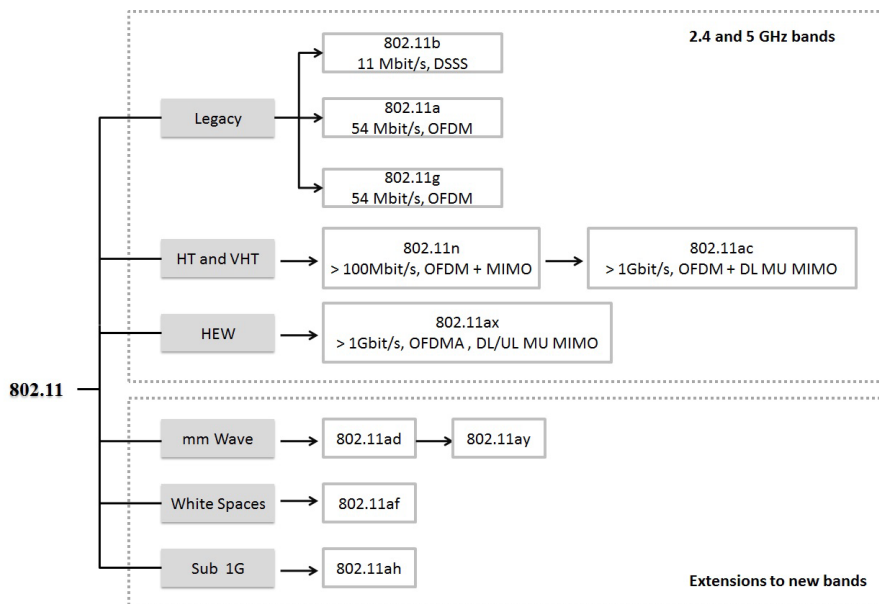 2.4 and 5 GHz bands
802.11b
11 Mbit/s, DSSS
Legacy
802.11a
54 Mbit/s, OFDM
802.11g
54 Mbit/s, OFDM
HT and VHT
802.11n
> 100Mbit/s, OFDM + MIMO
802.11ac
> 1Gbit/s, OFDM + DL MU MIMO
HEW
802.11ax
> 1Gbit/s, OFDMA , DL/UL MU MIMO
802.11
mm Wave
802.11ad
802.11ay
White Spaces
802.11af
Sub 1G
802.11ah
Extensions to new bands